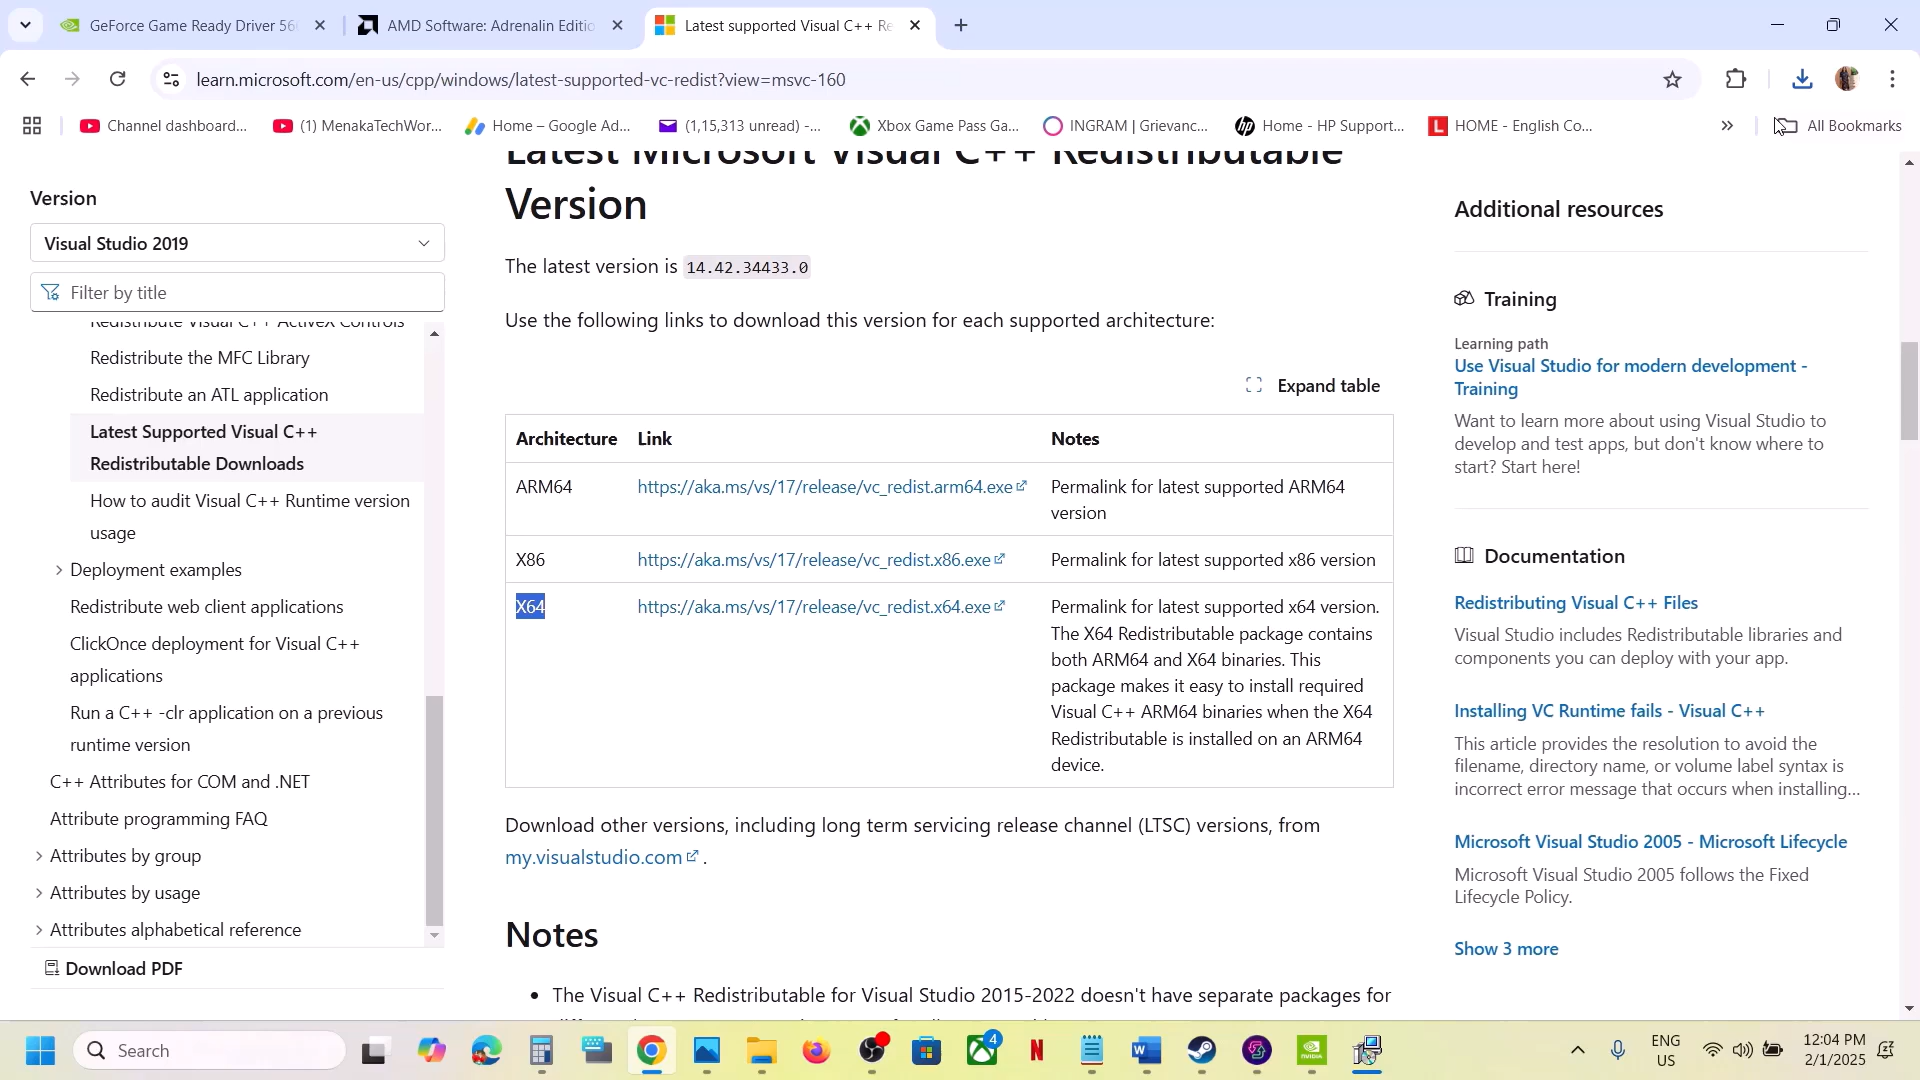 GeForce Game Ready Driver 56
AMD Software: Adrenalin Editio
Latest supported Visual C++ Re
learn.microsoft.com/en-us/cpp/windows/latest-supported-vc-redist?view=msvc-160
Channel dashboard...
(1) MenakaTechWor...
Home – Google Ad...
(1,15,313 unread) -...
Xbox Game Pass Ga...
INGRAM | Grievanc...
Home - HP Support...
HOME - English Co...
All Bookmarks
Version
Visual Studio 2019
Filter by title
Redistribute Visual C++ ActiveX Controls
Redistribute the MFC Library
Redistribute an ATL application
Latest Supported Visual C++
Redistributable Downloads
How to audit Visual C++ Runtime version
usage
Deployment examples
Redistribute web client applications
ClickOnce deployment for Visual C++
applications
Run a C++ -clr application on a previous
runtime version
C++ Attributes for COM and .NET
Attribute programming FAQ
Attributes by group
Attributes by usage
Attributes alphabetical reference
Download PDF
Latest Microsoft Visual C++ Redistributable
Version
The latest version is 14.42.34433.0
Use the following links to download this version for each supported architecture:
Expand table
Architecture Link Notes
ARM64 https://aka.ms/vs/17/release/vc_redist.arm64.exe Permalink for latest supported ARM64
version
X86 https://aka.ms/vs/17/release/vc_redist.x86.exe Permalink for latest supported x86 version
X64 https://aka.ms/vs/17/release/vc_redist.x64.exe Permalink for latest supported x64 version.
The X64 Redistributable package contains
both ARM64 and X64 binaries. This
package makes it easy to install required
Visual C++ ARM64 binaries when the X64
Redistributable is installed on an ARM64
device.
Download other versions, including long term servicing release channel (LTSC) versions, from
my.visualstudio.com .
Notes
• The Visual C++ Redistributable for Visual Studio 2015-2022 doesn't have separate packages for
Additional resources
Training
Learning path
Use Visual Studio for modern development -
Training
Want to learn more about using Visual Studio to
develop and test apps, but don't know where to
start? Start here!
Documentation
Redistributing Visual C++ Files
Visual Studio includes Redistributable libraries and
components you can deploy with your app.
Installing VC Runtime fails - Visual C++
This article provides the resolution to avoid the
filename, directory name, or volume label syntax is
incorrect error message that occurs when installing...
Microsoft Visual Studio 2005 - Microsoft Lifecycle
Microsoft Visual Studio 2005 follows the Fixed
Lifecycle Policy.
Show 3 more
Search
4
ENG
US
12:04 PM
2/1/2025